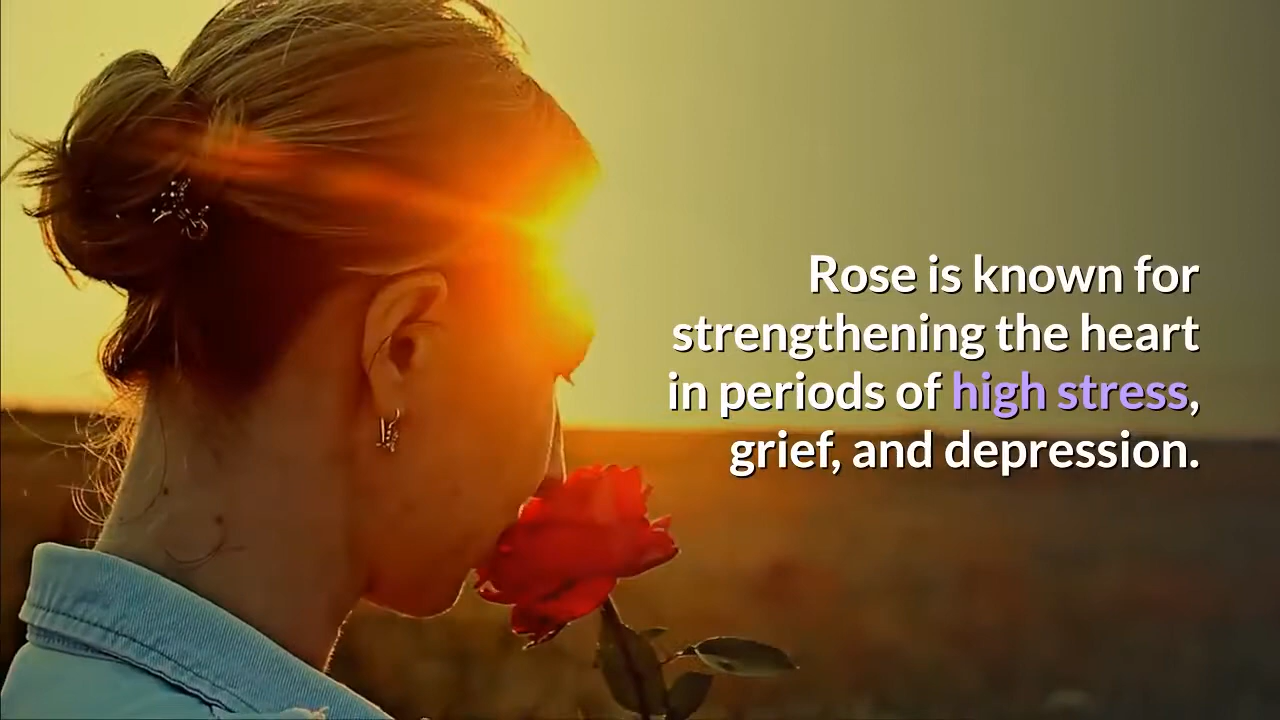 Rose is known for
strengthening the heart
in periods of high stress,
grief, and depression.